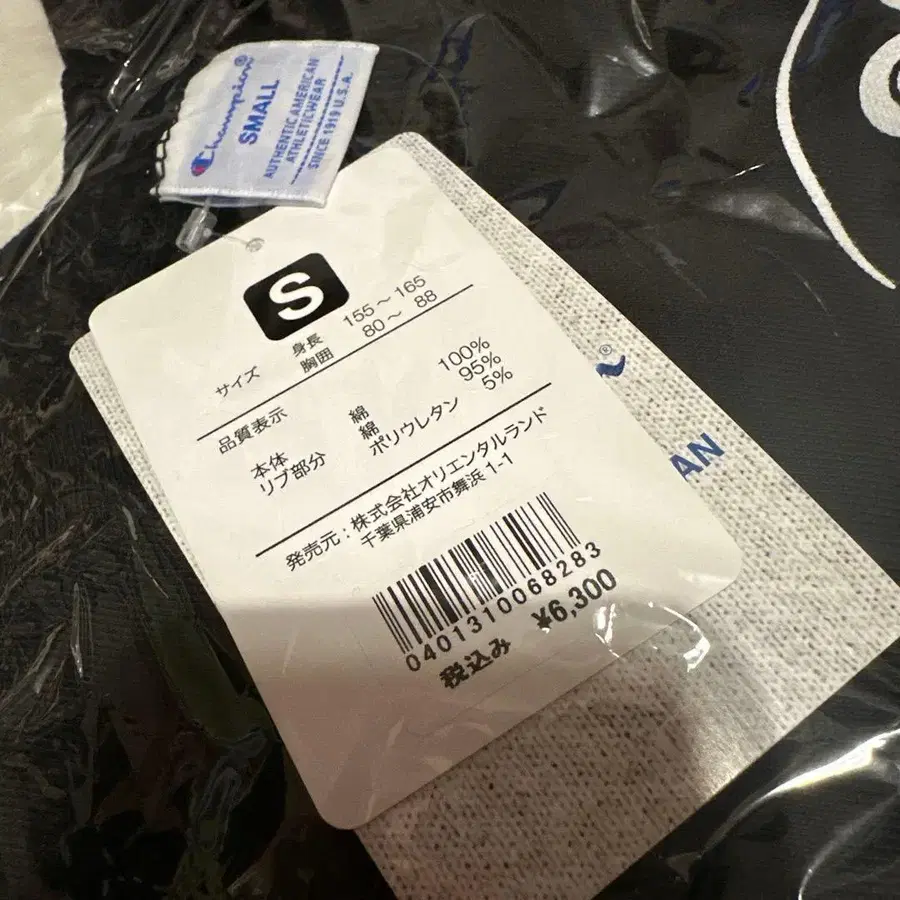 Champion®
SMALL
AUTHENTIC AMERICAN
ATHLETICWEAR
SINCE 1919 U.S.A.
S
サイズ 身長 155～165
胸囲 80～ 88
品質表示
本体 綿 100%
リブ部分 綿 95%
ポリウレタン 5%
発売元：株式会社オリエンタルランド
千葉県浦安市舞浜 1-1
0401310068283
税込み ¥6,300
®
AN